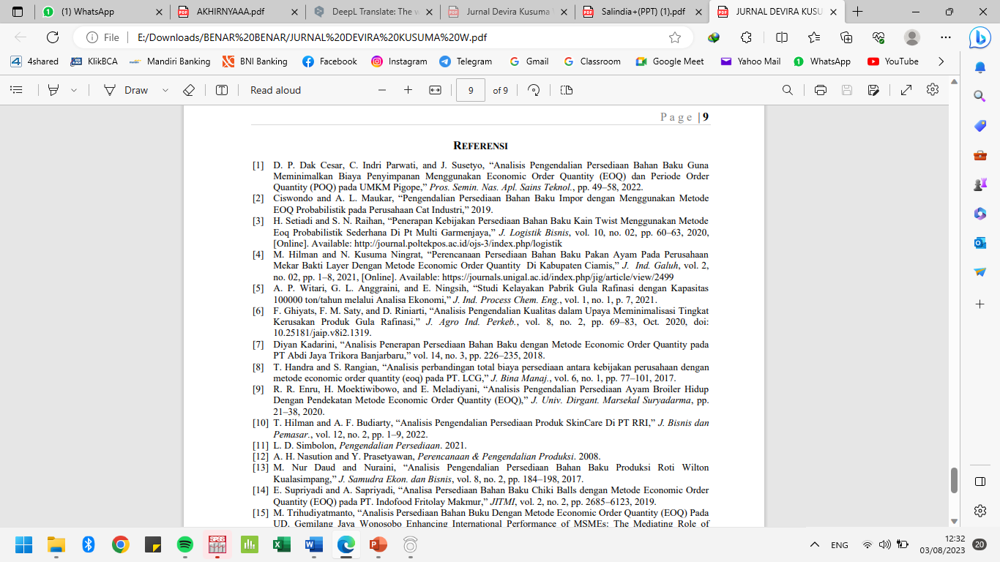 (1) WhatsApp
AKHIRNYAAA.pdf
DeepL Translate: The w
Jurnal Devira Kusuma
Salindia+(PPT) (1).pdf
JURNAL DEVIRA KUSU
File
E:/Downloads/BENAR%20BENAR/JURNAL%20DEVIRA%20KUSUMA%20W.pdf
4shared
KlikBCA
Mandiri Banking
BNI Banking
Facebook
Instagram
Telegram
Gmail
Classroom
Google Meet
Yahoo Mail
WhatsApp
YouTube
Draw
Read aloud
9 of 9
Page | 9
REFERENSI
[1] D. P. Dak Cesar, C. Indri Parwati, and J. Susetyo, “Analisis Pengendalian Persediaan Bahan Baku Guna
Meminimalkan Biaya Penyimpanan Menggunakan Economic Order Quantity (EOQ) dan Periode Order
Quantity (POQ) pada UMKM Pigope,” Pros. Semin. Nas. Apl. Sains Teknol., pp. 49–58, 2022.
[2] Ciswondo and A. L. Maukar, “Pengendalian Persediaan Bahan Baku Impor dengan Menggunakan Metode
EOQ Probabilistik pada Perusahaan Cat Industri,” 2019.
[3] H. Setiadi and S. N. Raihan, “Penerapan Kebijakan Persediaan Bahan Baku Kain Twist Menggunakan Metode
Eoq Probabilistik Sederhana Di Pt Multi Garmenjaya,” J. Logistik Bisnis, vol. 10, no. 02, pp. 60–63, 2020,
[Online]. Available: http://journal.poltekpos.ac.id/ojs-3/index.php/logistik
[4] M. Hilman and N. Kusuma Ningrat, “Perencanaan Persediaan Bahan Baku Pakan Ayam Pada Perusahaan
Mekar Bakti Layer Dengan Metode Economic Order Quantity Di Kabupaten Ciamis,” J. Ind. Galuh, vol. 2,
no. 02, pp. 1–8, 2021, [Online]. Available: https://journals.unigal.ac.id/index.php/jig/article/view/2499
[5] A. P. Witari, G. L. Anggraini, and E. Ningsih, “Studi Kelayakan Pabrik Gula Rafinasi dengan Kapasitas
100000 ton/tahun melalui Analisa Ekonomi,” J. Ind. Process Chem. Eng., vol. 1, no. 1, p. 7, 2021.
[6] F. Ghiyats, F. M. Saty, and D. Riniarti, “Analisis Pengendalian Kualitas dalam Upaya Meminimalisasi Tingkat
Kerusakan Produk Gula Rafinasi,” J. Agro Ind. Perkeb., vol. 8, no. 2, pp. 69–83, Oct. 2020, doi:
10.25181/jaip.v8i2.1319.
[7] Diyan Kadarini, “Analisis Penerapan Persediaan Bahan Baku dengan Metode Economic Order Quantity pada
PT Abdi Jaya Trikora Banjarbaru,” vol. 14, no. 3, pp. 226–235, 2018.
[8] T. Handra and S. Rangian, “Analisis perbandingan total biaya persediaan antara kebijakan perusahaan dengan
metode economic order quantity (eoq) pada PT. LCG,” J. Bina Manaj., vol. 6, no. 1, pp. 77–101, 2017.
[9] R. R. Enru, H. Moektiwibowo, and E. Meladiyani, “Analisis Pengendalian Persediaan Ayam Broiler Hidup
Dengan Pendekatan Metode Economic Order Quantity (EOQ),” J. Univ. Dirgant. Marsekal Suryadarma, pp.
21–38, 2020.
[10] T. Hilman and A. F. Budiarty, “Analisis Pengendalian Persediaan Produk SkinCare Di PT RRI,” J. Bisnis dan
Pemasar., vol. 12, no. 2, pp. 1–9, 2022.
[11] L. D. Simbolon, Pengendalian Persediaan. 2021.
[12] A. H. Nasution and Y. Prasetyawan, Perencanaan & Pengendalian Produksi. 2008.
[13] M. Nur Daud and Nuraini, “Analisis Pengendalian Persediaan Bahan Baku Produksi Roti Wilton
Kualasimpang,” J. Samudra Ekon. dan Bisnis, vol. 8, no. 2, pp. 184–198, 2017.
[14] E. Supriyadi and A. Sapriyadi, “Analisa Persediaan Bahan Baku Chiki Balls dengan Metode Economic Order
Quantity (EOQ) pada PT. Indofood Fritolay Makmur,” JITMI, vol. 2, no. 2, pp. 2685–6123, 2019.
[15] M. Trihudiyatmanto, “Analisis Persediaan Bahan Buku Dengan Metode Economic Order Quantity (EOQ) Pada
UD. Gemilang Jaya Wonosobo Enhancing International Performance of MSMEs: The Mediating Role of
SPSS
ENG
12:32
03/08/2023
20